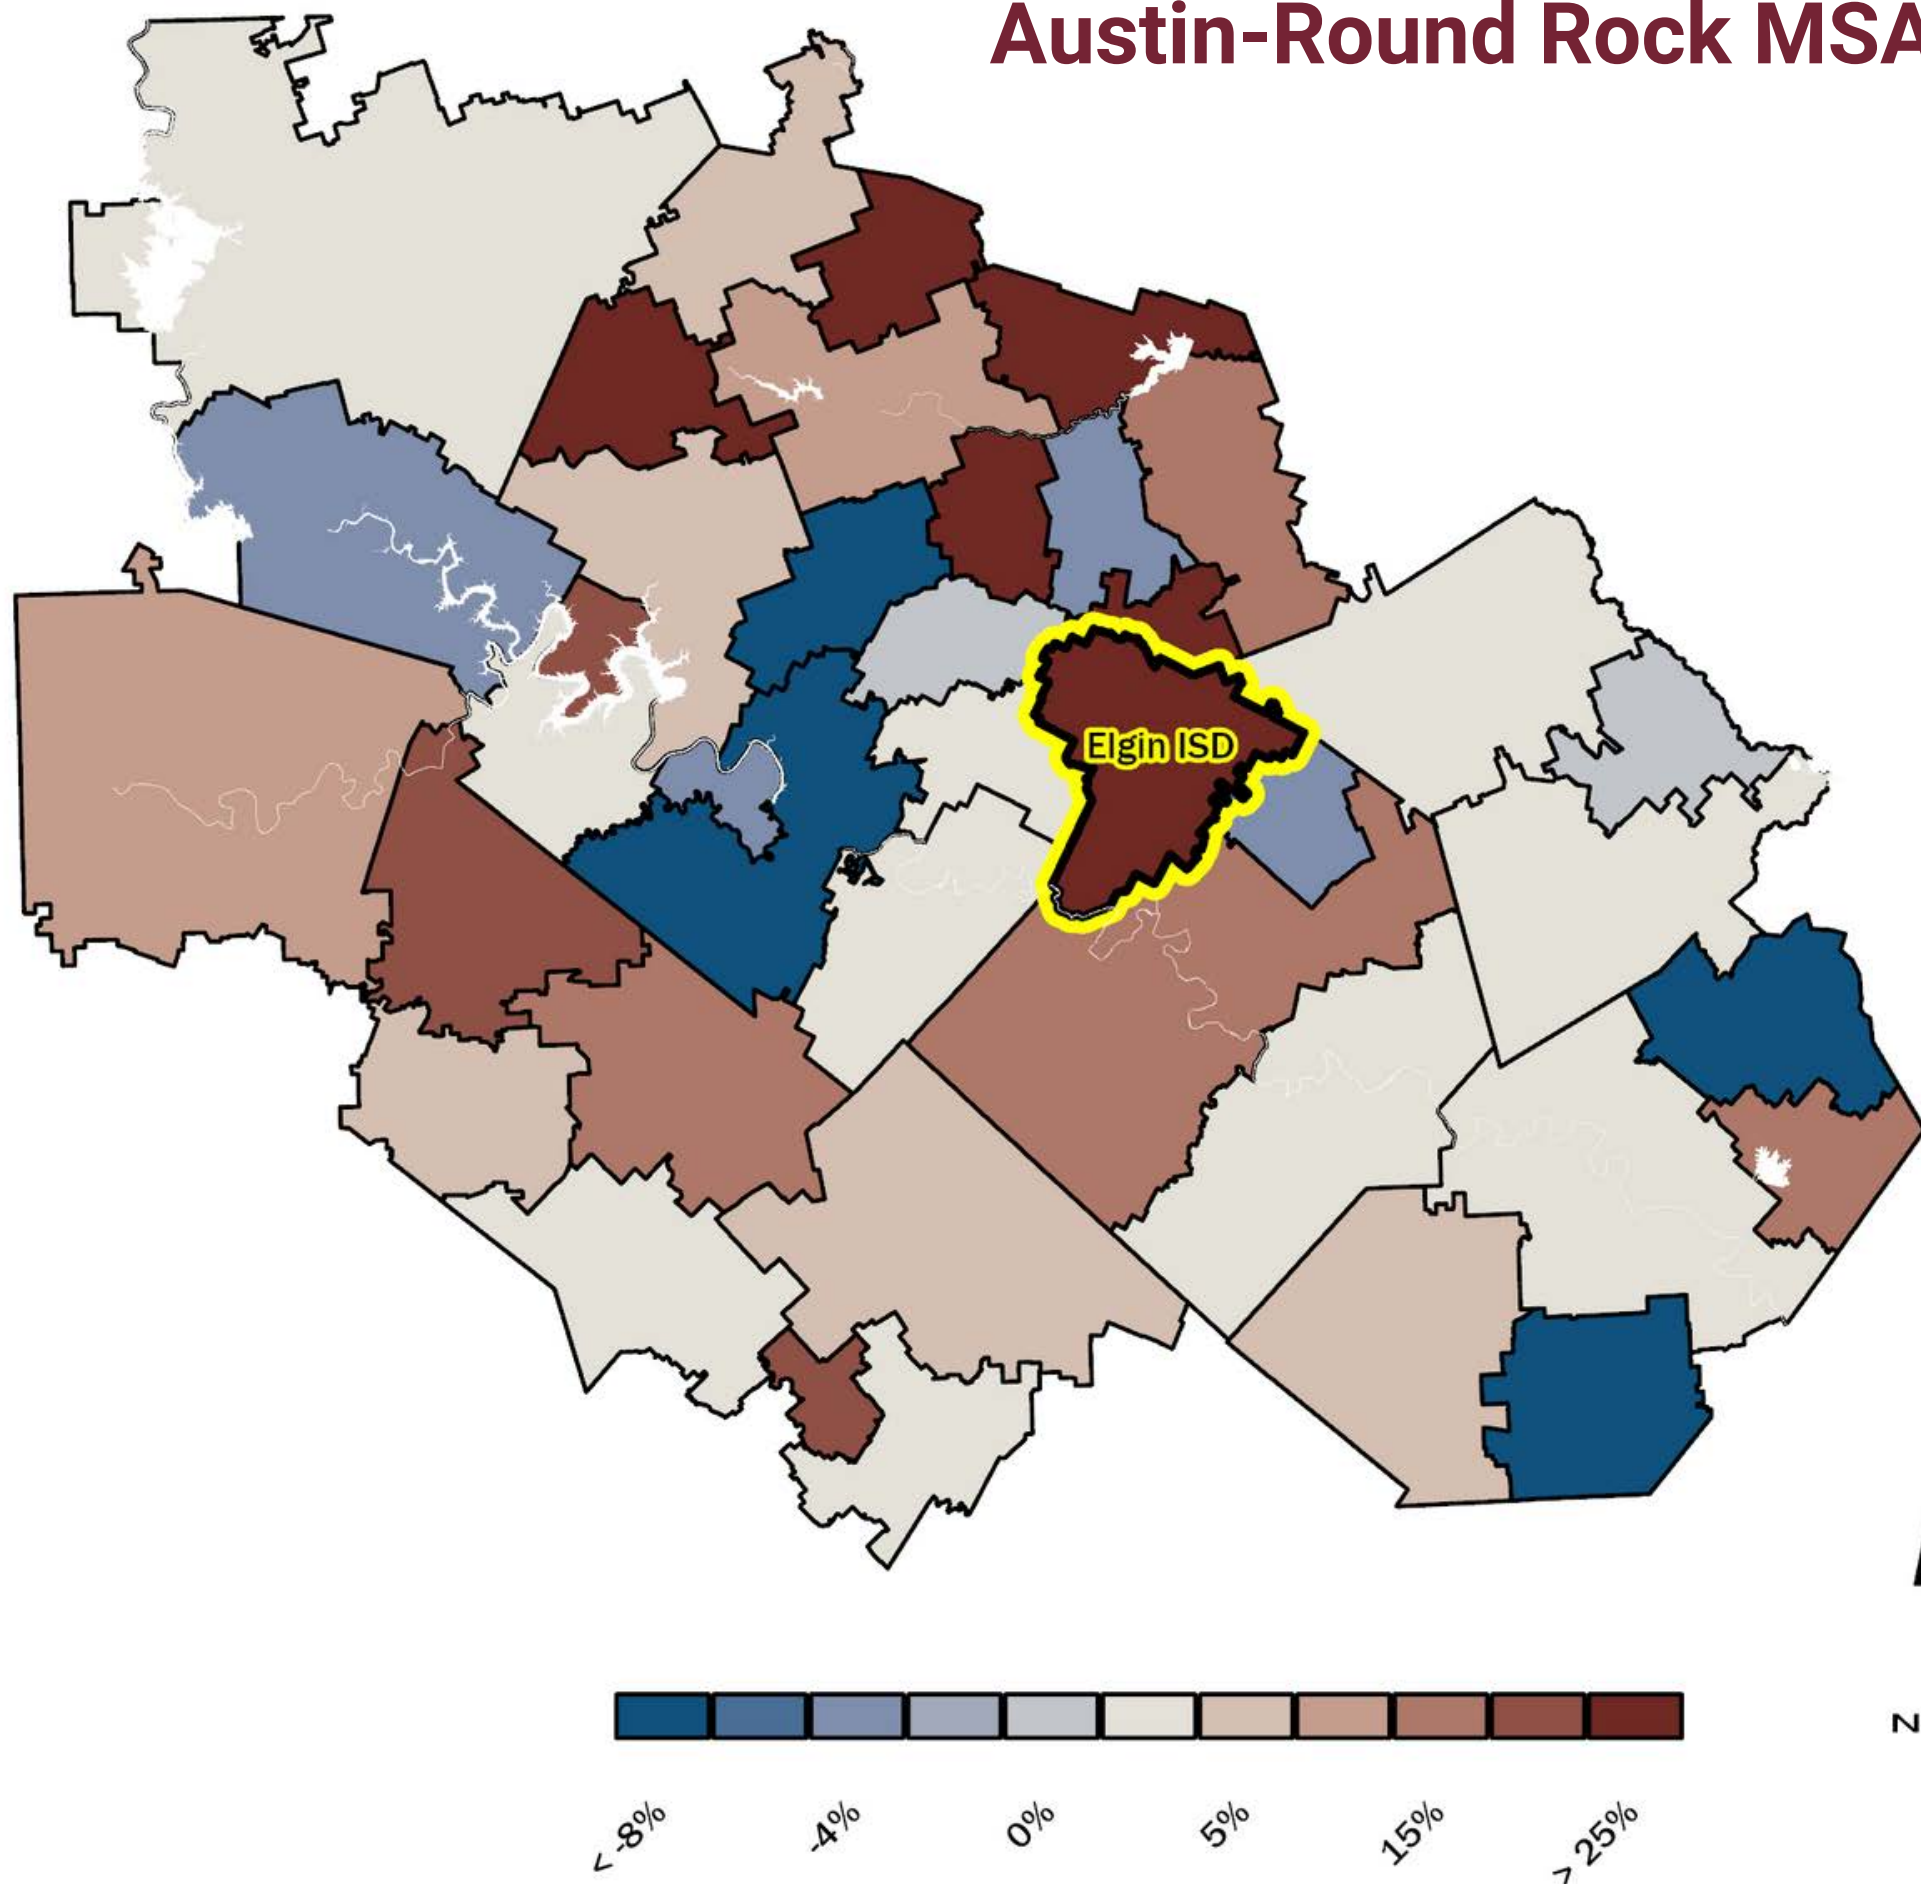 Austin-Round Rock MSA
Elgin ISD
< -8%
-4%
0%
5%
15%
> 25%
z